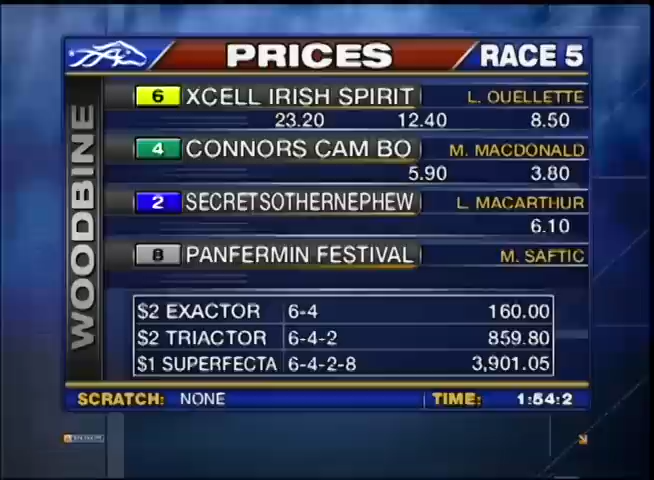 PRICES RACE 5
WOODBINE
6 XCELL IRISH SPIRIT L. OUELLETTE
23.20 12.40 8.50
4 CONNORS CAM BO M. MACDONALD
5.90 3.80
2 SECRETSOTHERNEPHEW L. MACARTHUR
6.10
8 PANFERMIN FESTIVAL M. SAFTIC
$2 EXACTOR 6-4 160.00
$2 TRIACTOR 6-4-2 859.80
$1 SUPERFECTA 6-4-2-8 3,901.05
SCRATCH: NONE TIME: 1:54:2